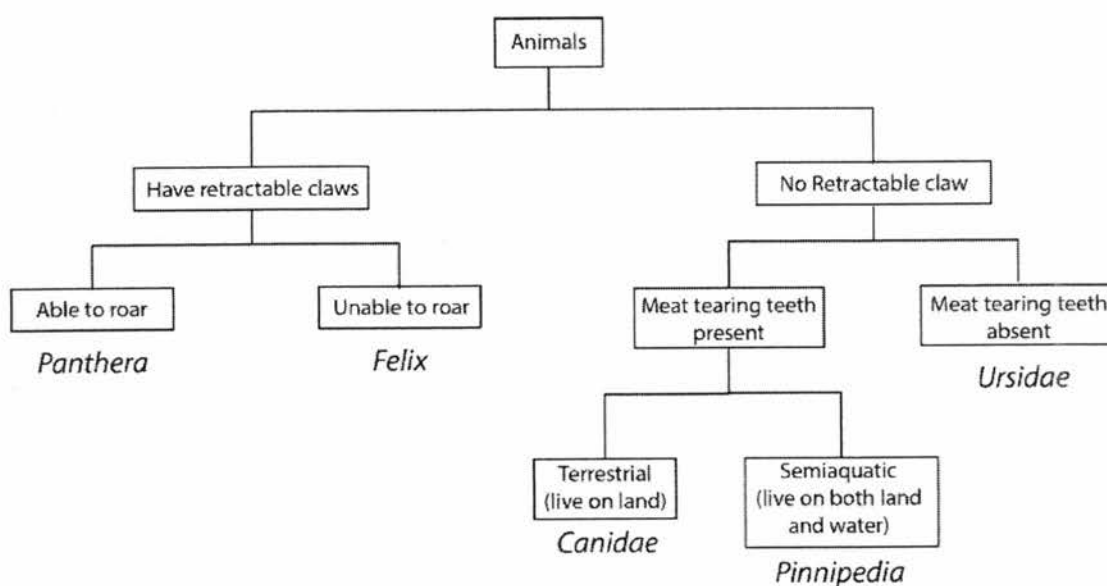 Animals
Have retractable claws
No Retractable claw
Able to roar
Unable to roar
Meat tearing teeth
present
Meat tearing teeth
absent
Panthera
Felix
Ursidae
Terrestrial
(live on land)
Semiaquatic
(live on both land
and water)
Canidae
Pinnipedia